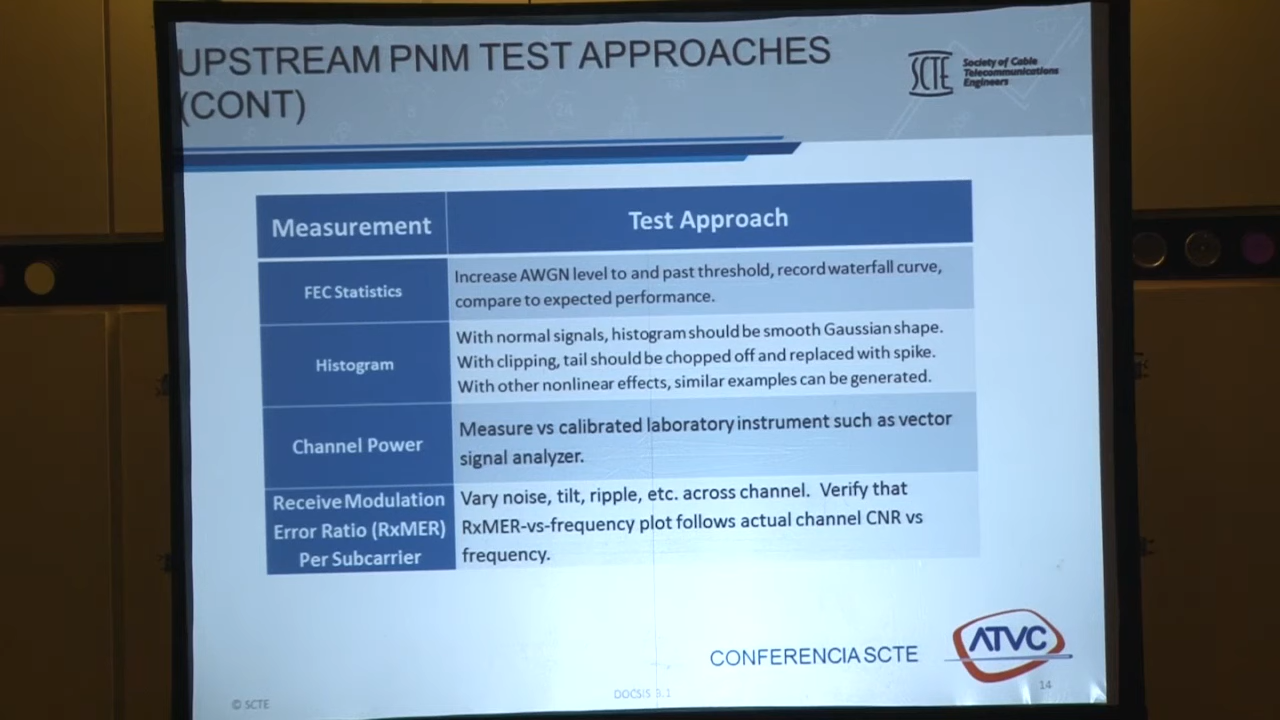 UPSTREAM PNM TEST APPROACHES
(CONT)
SCTE
Society of Cable
Telecommunications
Engineers
Measurement
Test Approach
FEC Statistics
Increase AWGN level to and past threshold, record waterfall curve,
compare to expected performance.
Histogram
With normal signals, histogram should be smooth Gaussian shape.
With clipping, tail should be chopped off and replaced with spike.
With other nonlinear effects, similar examples can be generated.
Channel Power
Measure vs calibrated laboratory instrument such as vector
signal analyzer.
Receive Modulation
Error Ratio (RxMER)
Per Subcarrier
Vary noise, tilt, ripple, etc. across channel. Verify that
RxMER-vs-frequency plot follows actual channel CNR vs
frequency.
CONFERENCIA SCTE
ATVC
© SCTE
DOCSIS 3.1
14